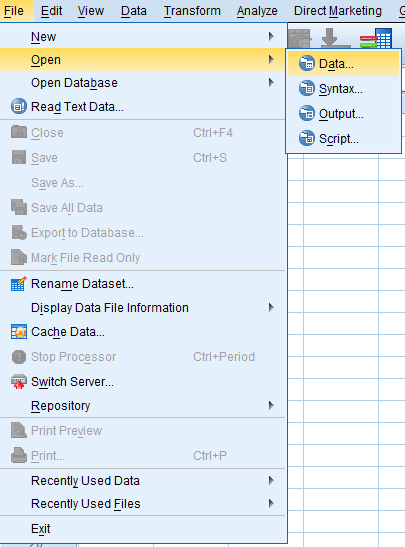 File Edit View Data Transform Analyze Direct Marketing
New
Open
Open Database
Read Text Data...
Close Ctrl+F4
Save Ctrl+S
Save As...
Save All Data
Export to Database...
Mark File Read Only
Rename Dataset...
Display Data File Information
Cache Data...
Stop Processor Ctrl+Period
Switch Server...
Repository
Print Preview
Print... Ctrl+P
Recently Used Data
Recently Used Files
Exit
Data...
Syntax...
Output...
Script...